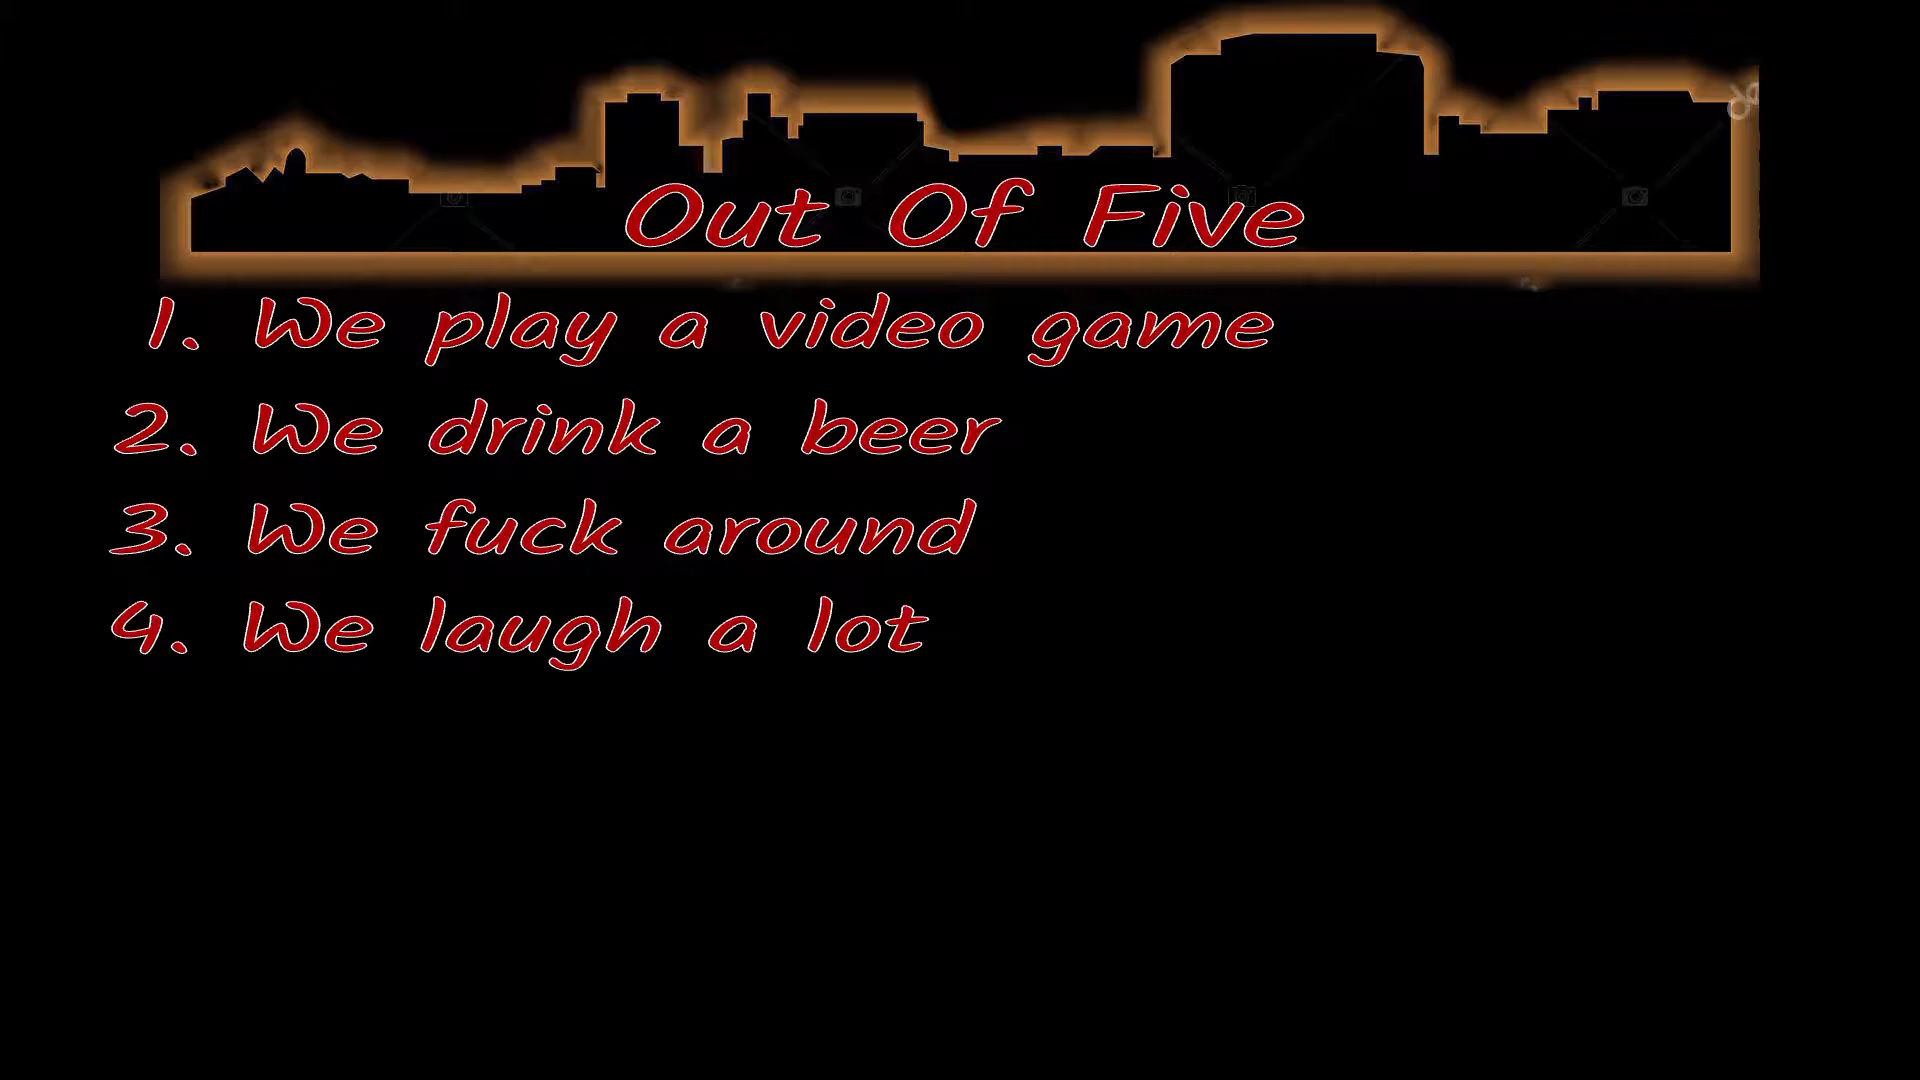 Out Of Five
1. We play a video game
2. We drink a beer
3. We fuck around
4. We laugh a lot